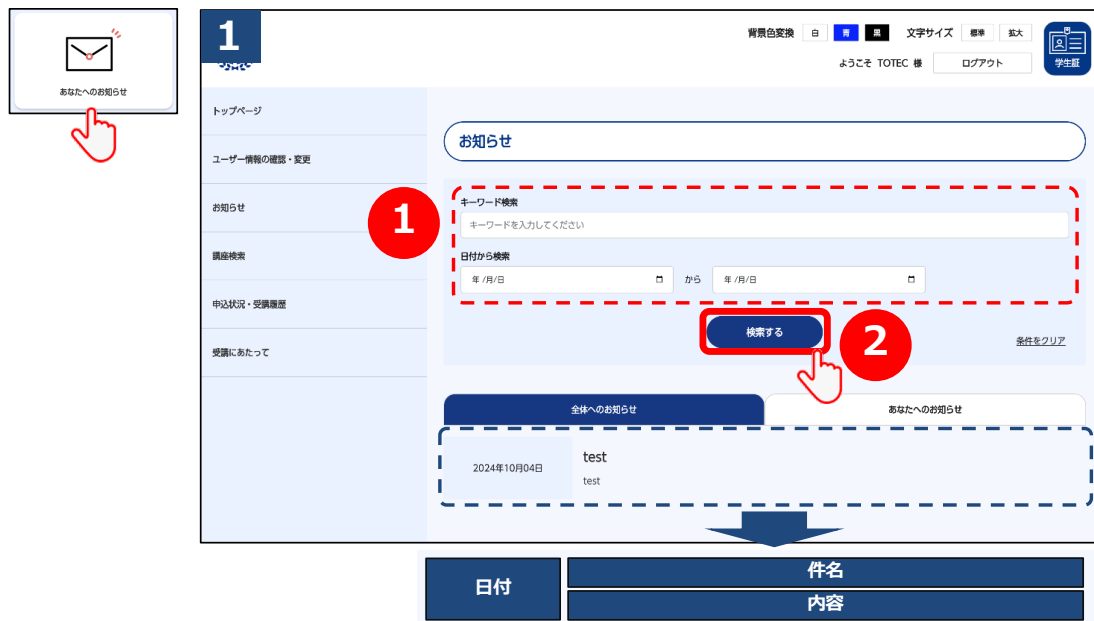 あなたへのお知らせ
1
背景色変換 白 青 黒 文字サイズ 標準 拡大
ようこそ TOTEC 様 ログアウト
学生証
トップページ
ユーザー情報の確認・変更
お知らせ
講座検索
申込状況・受講履歴
受講にあたって
お知らせ
1
キーワード検索
キーワードを入力してください
日付から検索
年 /月/日 から 年 /月/日
検索する
2
条件をクリア
全体へのお知らせ あなたへのお知らせ
2024年10月04日
test
test
日付
件名
内容